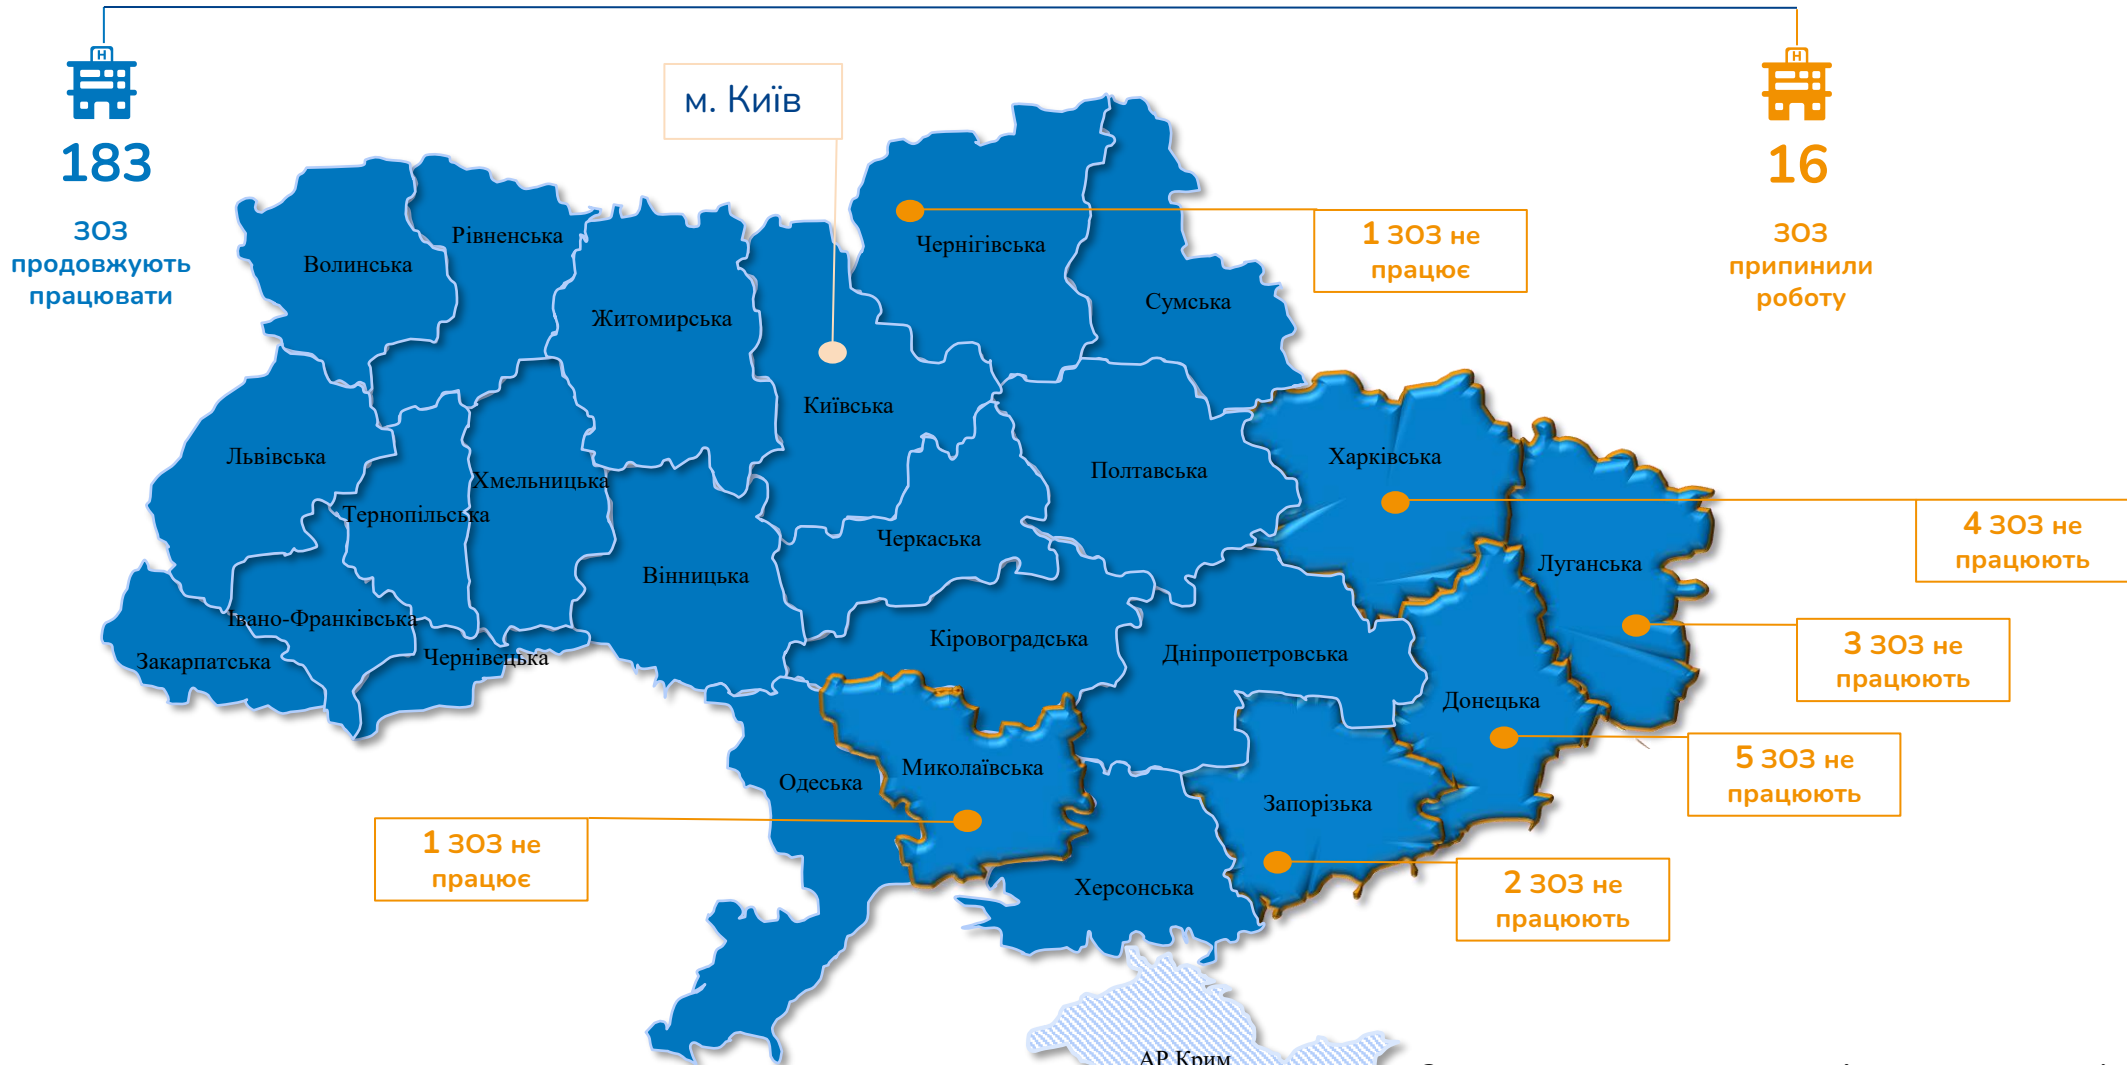 м. Київ
183
ЗОЗ
продовжують
працювати
16
ЗОЗ
припинили
роботу
1 ЗОЗ не
працює
Волинська
Рівненська
Житомирська
Чернігівська
Сумська
Київська
Львівська
Тернопільська
Хмельницька
Вінницька
Черкаська
Полтавська
Харківська
4 ЗОЗ не
працюють
Луганська
3 ЗОЗ не
працюють
Закарпатська
Івано-Франківська
Чернівецька
Кіровоградська
Дніпропетровська
Донецька
5 ЗОЗ не
працюють
Одеська
Миколаївська
1 ЗОЗ не
працює
Херсонська
Запорізька
2 ЗОЗ не
працюють
АР Крим